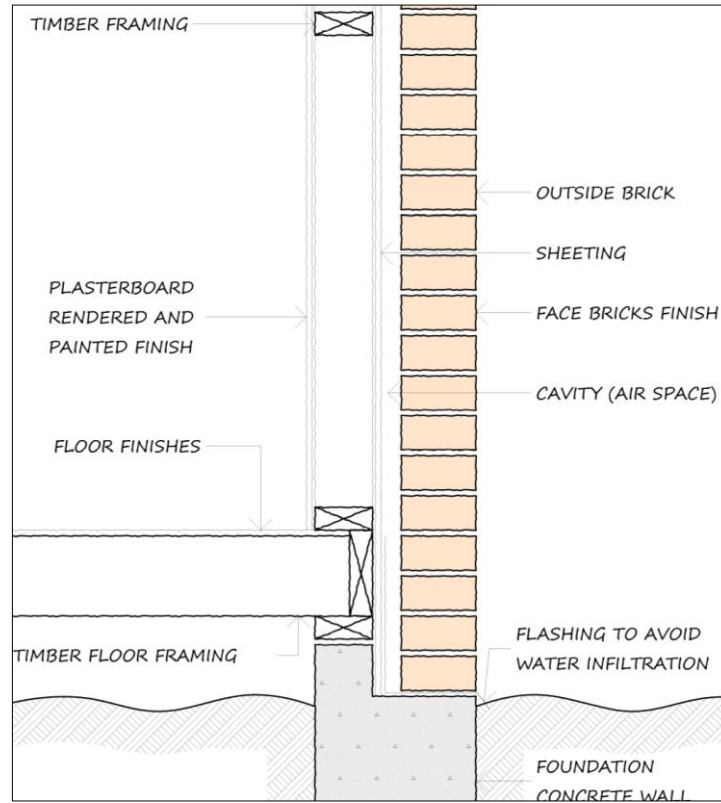 TIMBER FRAMING
OUTSIDE BRICK
SHEETING
PLASTERBOARD
RENDERED AND
PAINTED FINISH
FACE BRICKS FINISH
CAVITY (AIR SPACE)
FLOOR FINISHES
TIMBER FLOOR FRAMING
FLASHING TO AVOID
WATER INFILTRATION
FOUNDATION
CONCRETE WALL